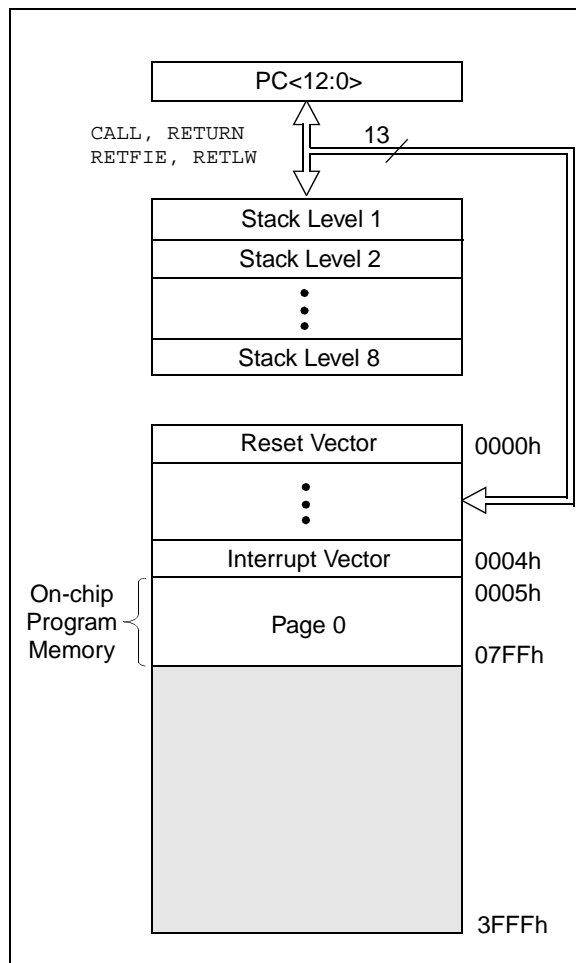 PC<12:0>
CALL, RETURN
RETFIE, RETLW
13
Stack Level 1
Stack Level 2
Stack Level 8
Reset Vector
0000h
Interrupt Vector
0004h
On-chip
Program
Memory
Page 0
0005h
07FFh
3FFFh